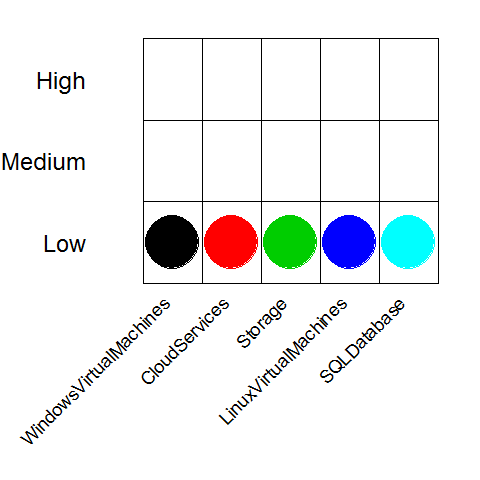 High
Medium
Low
WindowsVirtualMachines
CloudServices
Storage
LinuxVirtualMachines
SQLDatabase